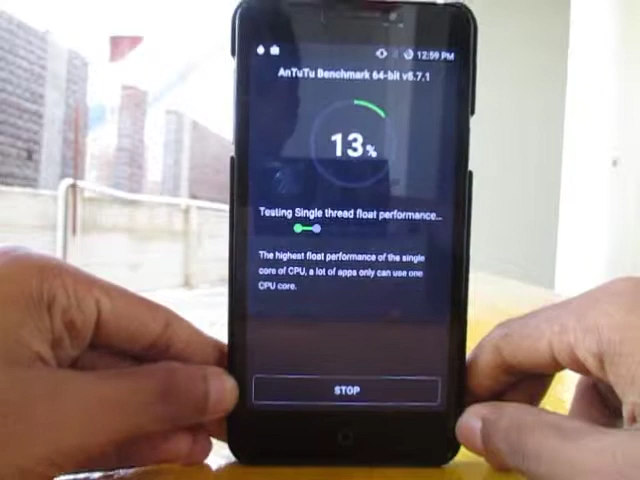 12:59 PM
AnTuTu Benchmark 64-bit v5.7.1
13%
Testing Single thread float performance...
The highest float performance of the single
core of CPU, a lot of apps only can use one
CPU core.
STOP